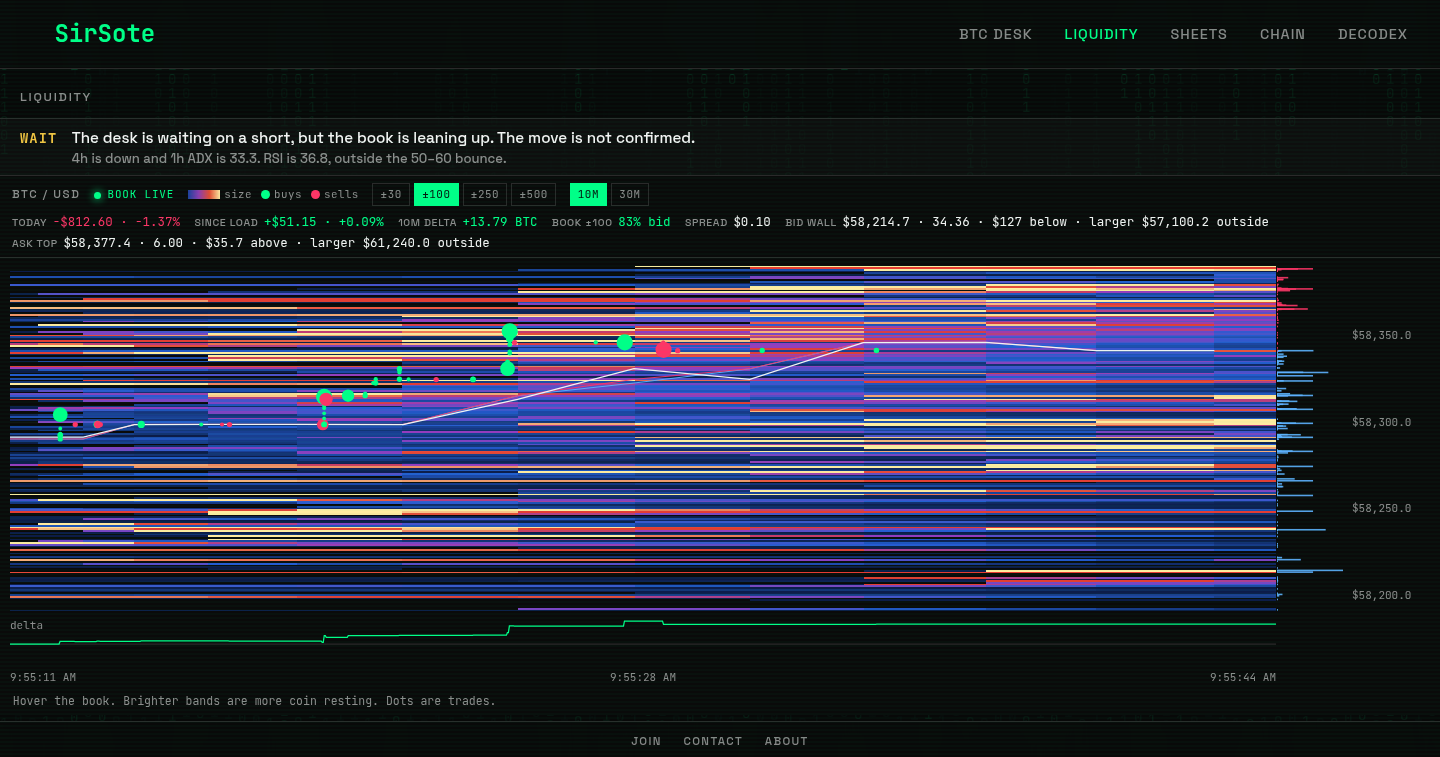 SirSote
BTC DESK LIQUIDITY SHEETS CHAIN DECODEX
LIQUIDITY
WAIT The desk is waiting on a short, but the book is leaning up. The move is not confirmed.
4h is down and 1h ADX is 33.3. RSI is 36.8, outside the 50–60 bounce.
BTC / USD BOOK LIVE size buys sells ±30 ±100 ±250 ±500 10M 30M
TODAY -$812.60 · -1.37% SINCE LOAD +$51.15 · +0.09% 10M DELTA +13.79 BTC BOOK ±100 83% bid SPREAD $0.10 BID WALL $58,214.7 · 34.36 · $127 below · larger $57,100.2 outside
ASK TOP $58,377.4 · 6.00 · $35.7 above · larger $61,240.0 outside
$58,350.0
$58,300.0
$58,250.0
$58,200.0
delta
9:55:11 AM 9:55:28 AM 9:55:44 AM
Hover the book. Brighter bands are more coin resting. Dots are trades.
JOIN CONTACT ABOUT